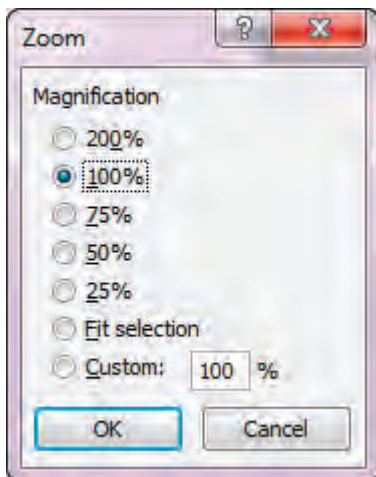 Zoom
Magnification
200%
100%
75%
50%
25%
Fit selection
Custom: 100 %
OK Cancel